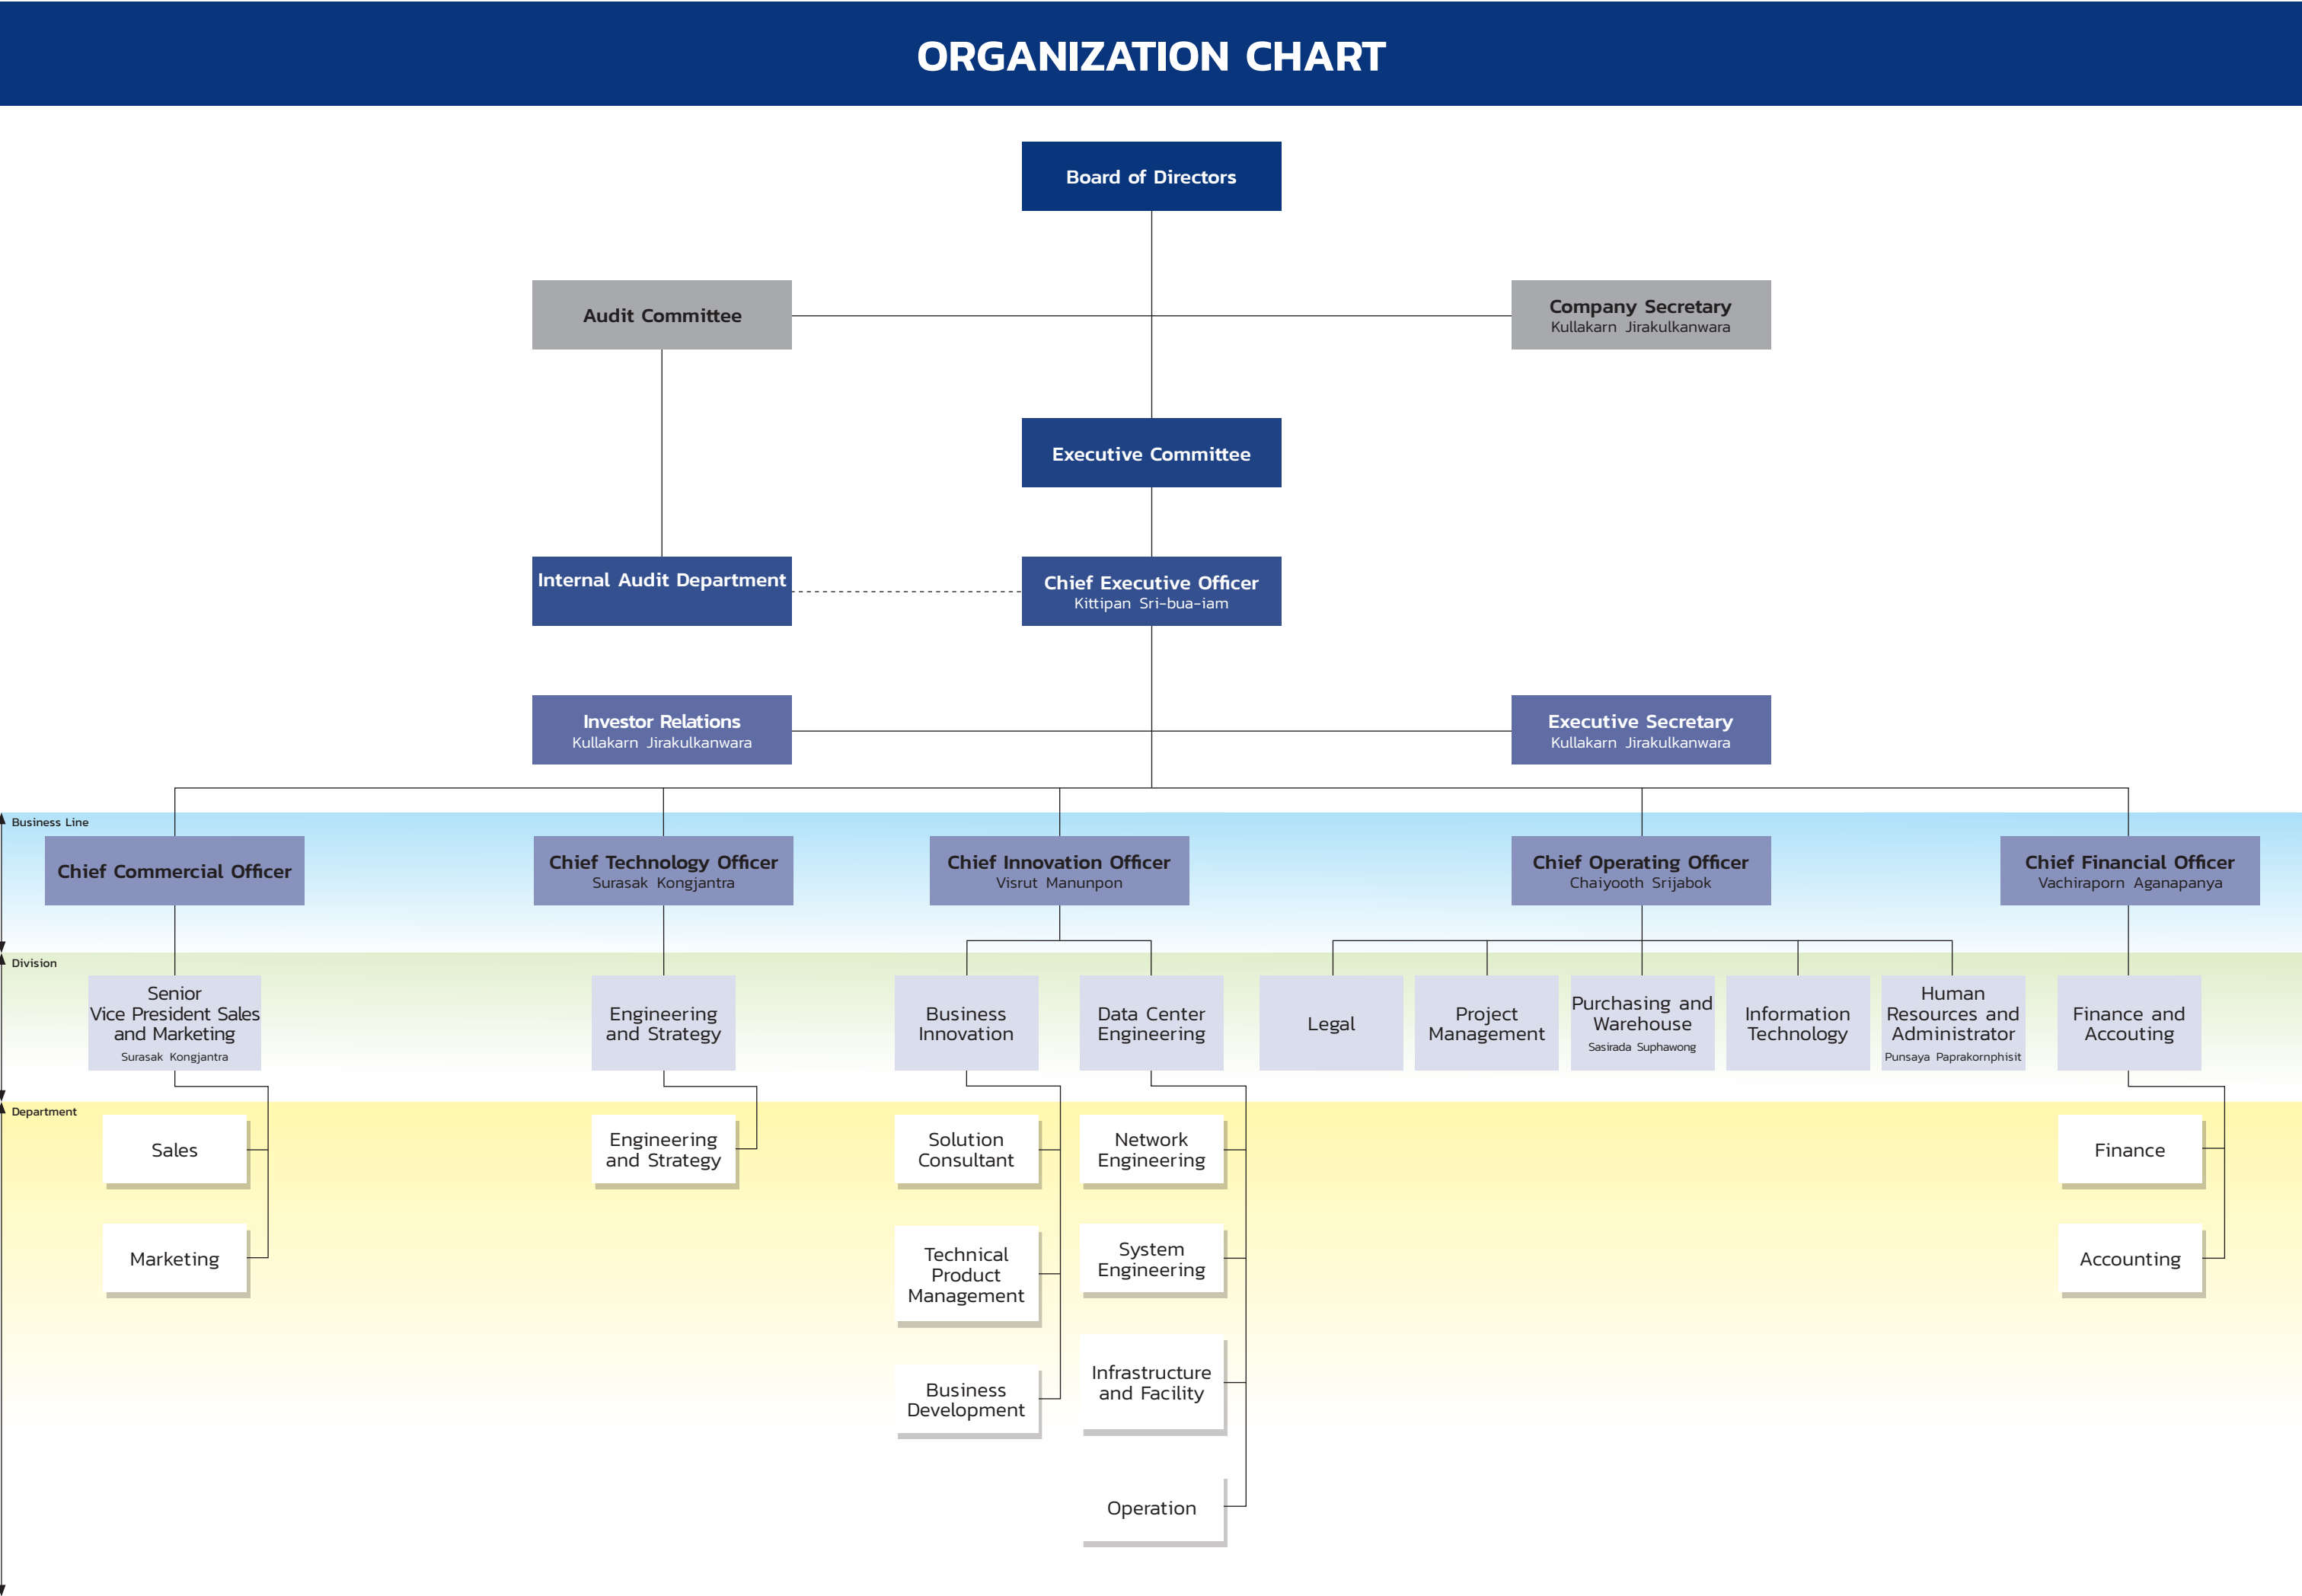 ORGANIZATION CHART
Board of Directors
Audit Committee
Company Secretary
Kullakarn Jirakulkanwara
Executive Committee
Internal Audit Department
Chief Executive Officer
Kittipan Sri-bua-iam
Investor Relations
Kullakarn Jirakulkanwara
Executive Secretary
Kullakarn Jirakulkanwara
Business Line
Chief Commercial Officer
Chief Technology Officer
Surasak Kongjantra
Chief Innovation Officer
Visrut Manunpon
Chief Operating Officer
Chaiyooth Srijabok
Chief Financial Officer
Vachiraporn Aganapanya
Division
Senior
Vice President Sales
and Marketing
Surasak Kongjantra
Engineering
and Strategy
Business
Innovation
Data Center
Engineering
Legal
Project
Management
Purchasing and
Warehouse
Sasirada Suphawong
Information
Technology
Human
Resources and
Administrator
Punsaya Paprakornphisit
Finance and
Accouting
Department
Sales
Marketing
Engineering
and Strategy
Solution
Consultant
Technical
Product
Management
Business
Development
Network
Engineering
System
Engineering
Infrastructure
and Facility
Operation
Finance
Accounting